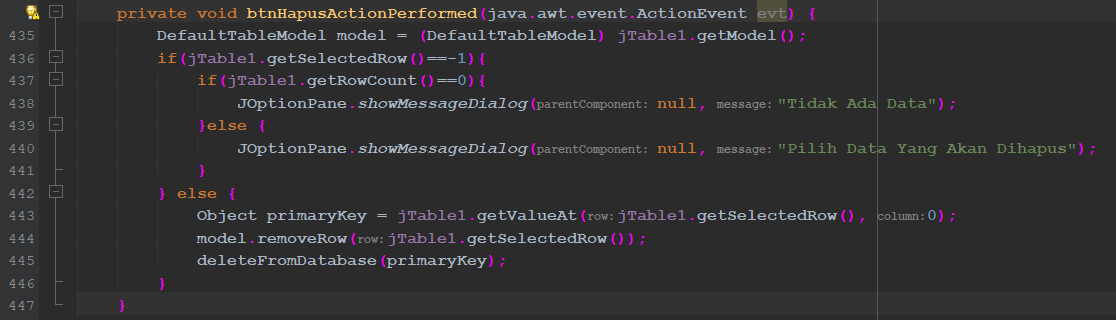 private void btnHapusActionPerformed(java.awt.event.ActionEvent evt) {
435 DefaultTableModel model = (DefaultTableModel) jTable1.getModel();
436 if(jTable1.getSelectedRow()==-1){
437 if(jTable1.getRowCount()==0){
438 JOptionPane.showMessageDialog(parentComponent: null, message: "Tidak Ada Data");
439 }else {
440 JOptionPane.showMessageDialog(parentComponent: null, message: "Pilih Data Yang Akan Dihapus");
441 }
442 } else {
443 Object primaryKey = jTable1.getValueAt(row: jTable1.getSelectedRow(), column: 0);
444 model.removeRow(row: jTable1.getSelectedRow());
445 deleteFromDatabase(primaryKey);
446 }
447 }